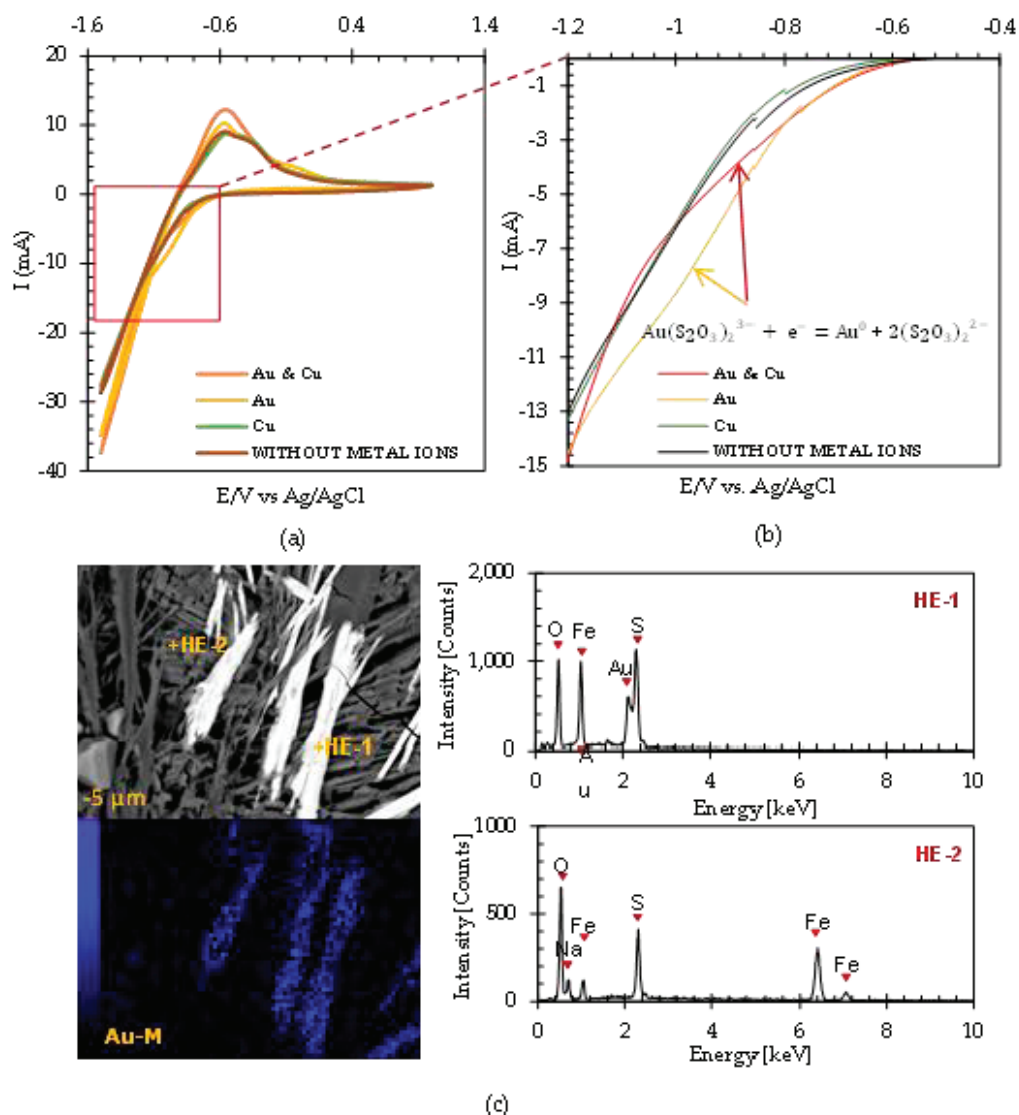 -1.6 -0.6 0.4 1.4
(a)
20
10
0
-10
-20
-30
-40
I (mA)
Au & Cu
Au
Cu
WITHOUT METAL IONS
E/V vs Ag/AgCl
(a)
-1.2 -1 -0.8 -0.6 -0.4
(b)
-1
-3
-5
-7
-9
-11
-13
-15
I (mA)
Au(S2O3)2 3− + e− = Au0 + 2(S2O3)2 2−
Au & Cu
Au
Cu
WITHOUT METAL IONS
E/V vs. Ag/AgCl
(b)
+HE-2
+HE-1
-5 µm
Au-M
2,000
1,000
0
Intensity [Counts]
HE-1
O Fe Au S
A
u
0 2 4 6 8 10
Energy [keV]
1000
500
0
Intensity [Counts]
HE-2
O Na Fe S Fe Fe
0 2 4 6 8 10
Energy [keV]
(c)